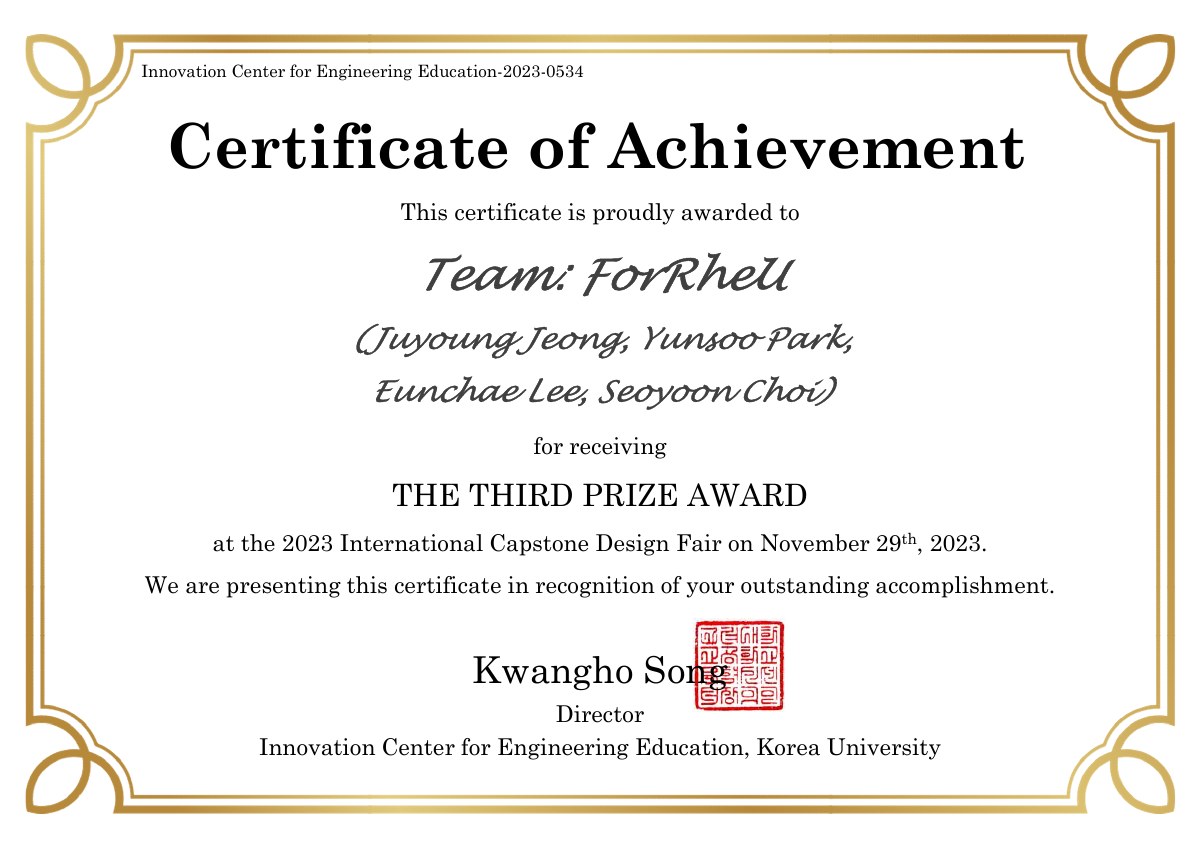 Innovation Center for Engineering Education-2023-0534
Certificate of Achievement
This certificate is proudly awarded to
Team: ForRheU
(Juyoung Jeong, Yunsoo Park,
Eunchae Lee, Seoyoon Choi)
for receiving
THE THIRD PRIZE AWARD
at the 2023 International Capstone Design Fair on November 29th, 2023.
We are presenting this certificate in recognition of your outstanding accomplishment.
Kwangho Song
Director
Innovation Center for Engineering Education, Korea University